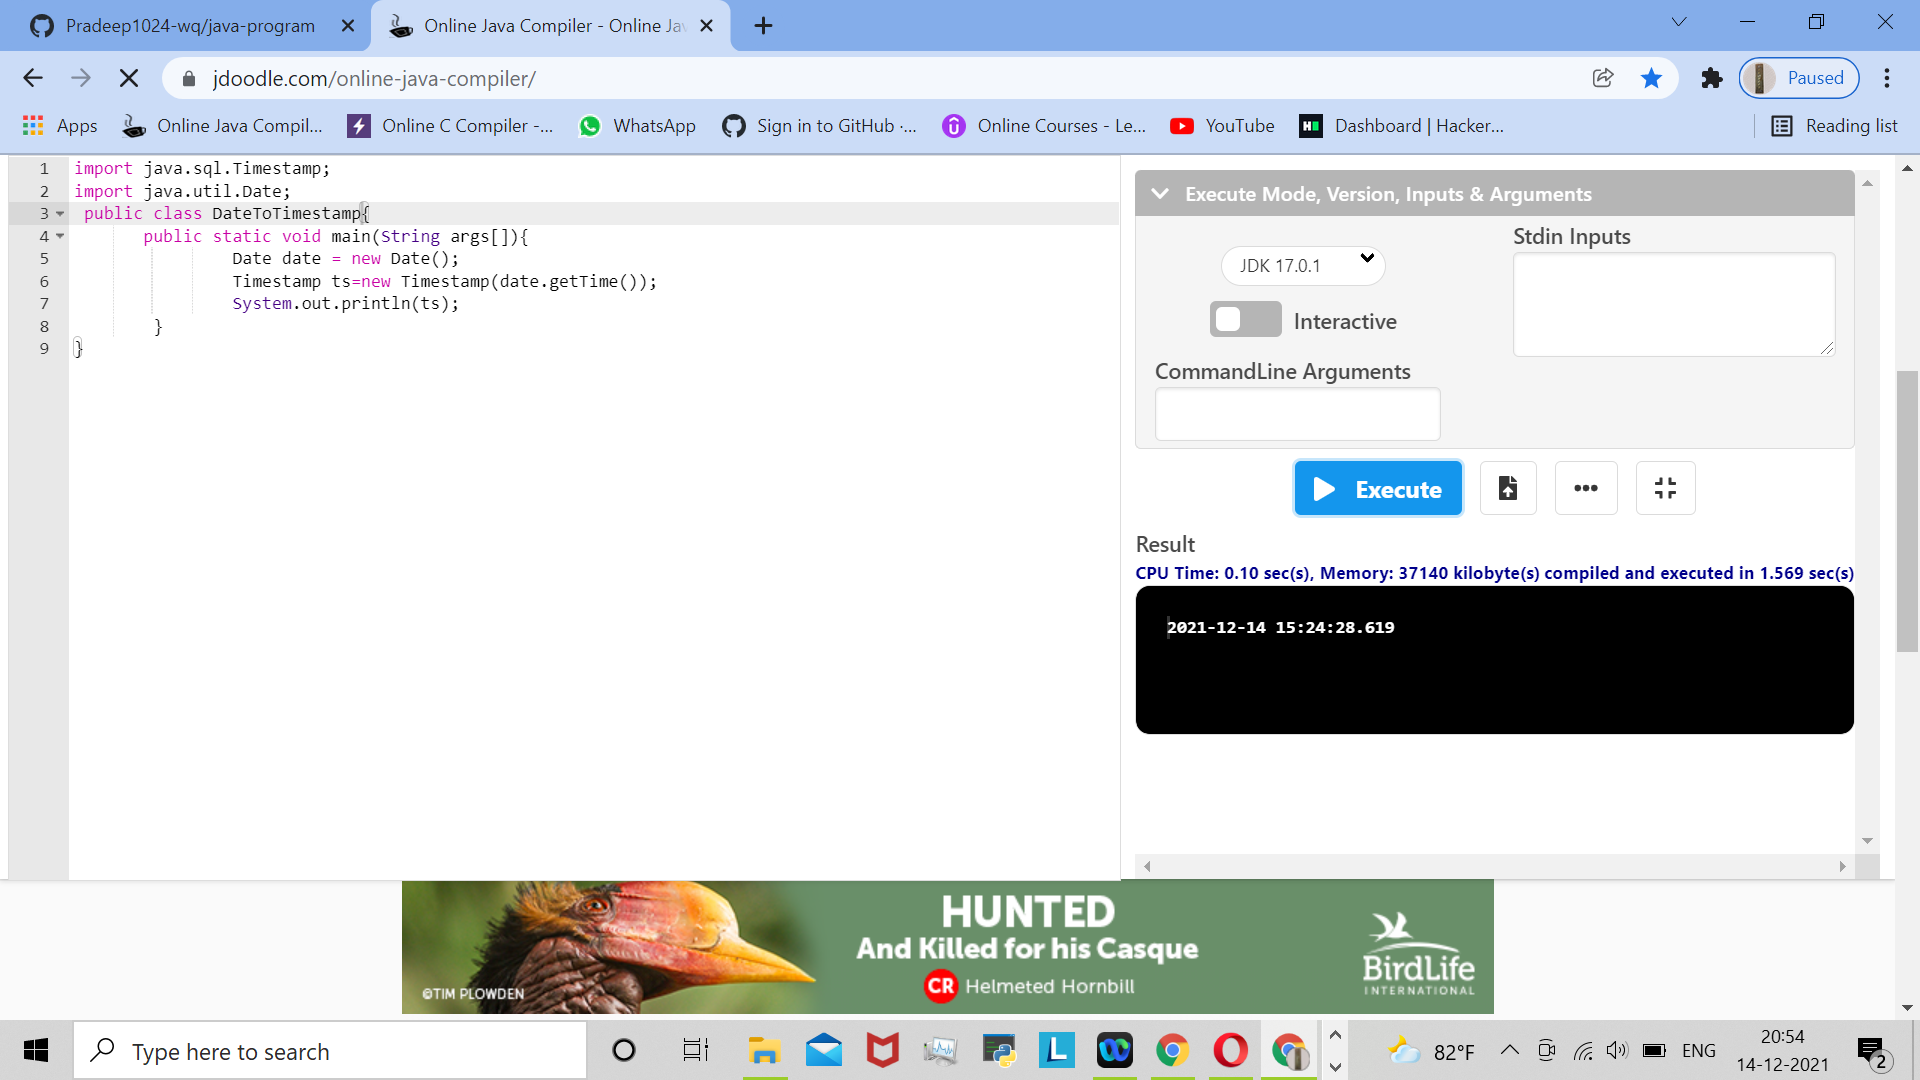 Pradeep1024-wq/java-program
Online Java Compiler - Online Jav
jdoodle.com/online-java-compiler/
Paused
Apps
Online Java Compil...
Online C Compiler -...
WhatsApp
Sign in to GitHub ·...
Online Courses - Le...
YouTube
Dashboard | Hacker...
Reading list
1 import java.sql.Timestamp;
2 import java.util.Date;
3 public class DateToTimestamp{
4 public static void main(String args[]){
5 Date date = new Date();
6 Timestamp ts=new Timestamp(date.getTime());
7 System.out.println(ts);
8 }
9 }
Execute Mode, Version, Inputs & Arguments
JDK 17.0.1
Stdin Inputs
Interactive
CommandLine Arguments
Execute
Result
CPU Time: 0.10 sec(s), Memory: 37140 kilobyte(s) compiled and executed in 1.569 sec(s)
2021-12-14 15:24:28.619
HUNTED
And Killed for his Casque
CR Helmeted Hornbill
©TIM PLOWDEN
BirdLife
INTERNATIONAL
Type here to search
L
82°F
ENG
20:54
14-12-2021
2